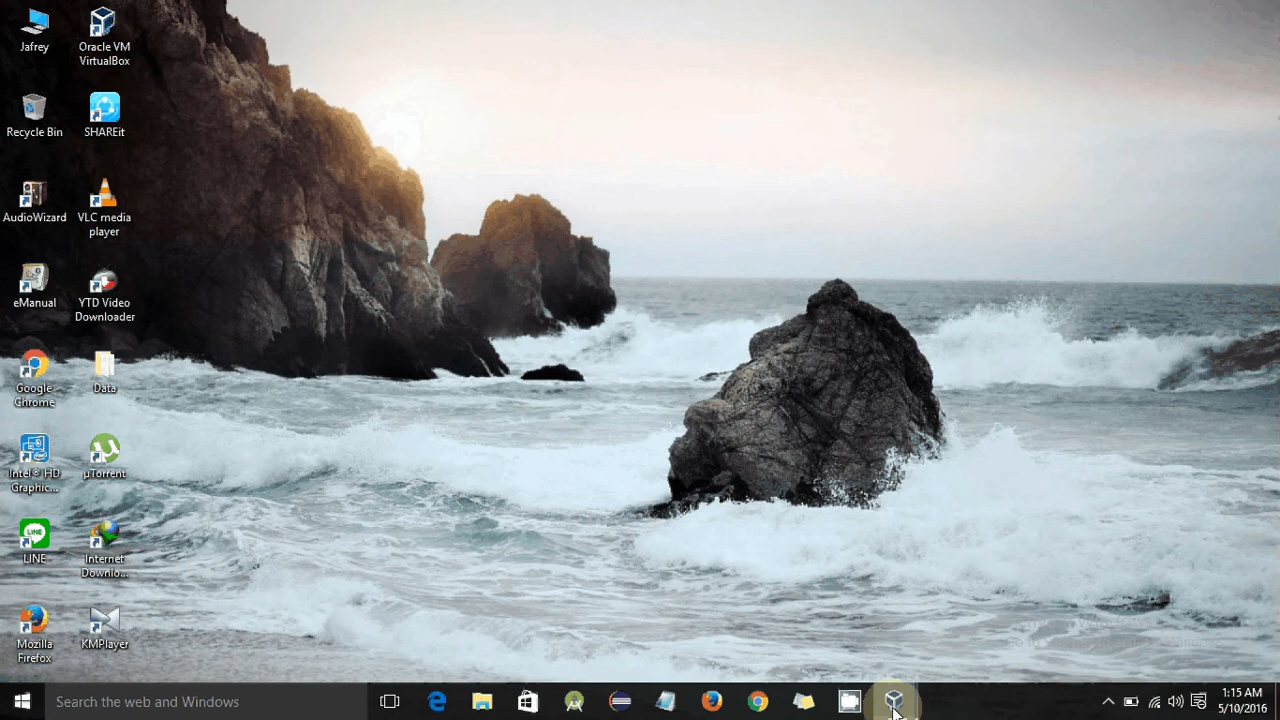 Jafrey
Oracle VM
VirtualBox
Recycle Bin
SHAREit
AudioWizard
VLC media
player
eManual
YTD Video
Downloader
Google
Chrome
Data
Intel® HD
Graphic...
µTorrent
LINE
Internet
Downlo...
Mozilla
Firefox
KMPlayer
Search the web and Windows
1:15 AM
5/10/2016